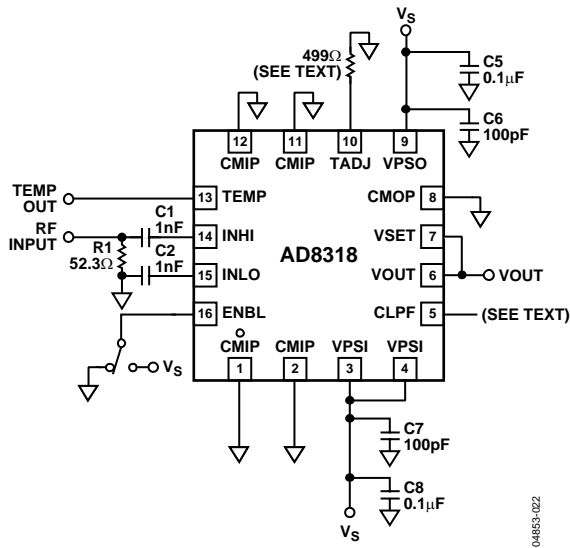 VS
499Ω
(SEE TEXT)
C5
0.1µF
C6
100pF
12
11
10
9
CMIP
CMIP
TADJ
VPSO
TEMP
OUT
13
TEMP
CMOP
8
RF
INPUT
C1
1nF
14
INHI
VSET
7
R1
52.3Ω
C2
1nF
AD8318
15
INLO
VOUT
6
VOUT
16
ENBL
CLPF
5
(SEE TEXT)
VS
CMIP
CMIP
VPSI
VPSI
1
2
3
4
C7
100pF
C8
0.1µF
VS
04853-022